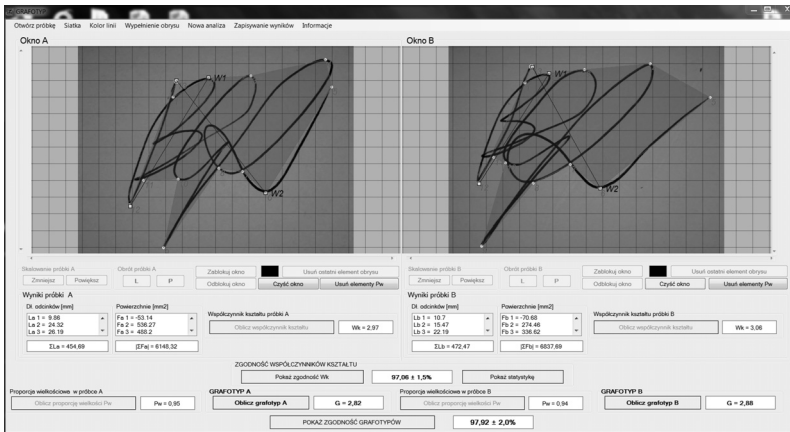 GRAFOTYP
Otwórz próbkę Siatka Kolor linii Wypełnienie obrysu Nowa analiza Zapisywanie wyników Informacje
Okno A
Okno B
W1
W2
W1
W2
Skalowanie próbki A
Obrót próbki A
Zmniejsz
Powiększ
L
P
Zablokuj okno
Usuń ostatni element obrysu
Odblokuj okno
Czyść okno
Usuń elementy Pw
Skalowanie próbki B
Obrót próbki B
Zmniejsz
Powiększ
L
P
Zablokuj okno
Usuń ostatni element obrysu
Odblokuj okno
Czyść okno
Usuń elementy Pw
Wyniki próbki A
Dł. odcinków [mm]
Powierzchnie [mm2]
La 1 = 9.86
La 2 = 24.32
La 3 = 26.19
Fa 1 = -53.14
Fa 2 = 536.27
Fa 3 = 488.2
ΣLa = 454,69
|ΣFa| = 6148,32
Współczynnik kształtu próbki A
Oblicz współczynnik kształtu
Wk = 2,97
Wyniki próbki B
Dł. odcinków [mm]
Powierzchnie [mm2]
Lb 1 = 10.7
Lb 2 = 15.47
Lb 3 = 22.19
Fb 1 = -70.68
Fb 2 = 274.46
Fb 3 = 336.62
ΣLb = 472,47
|ΣFb| = 6837,69
Współczynnik kształtu próbki B
Oblicz współczynnik kształtu
Wk = 3,06
ZGODNOŚĆ WSPÓŁCZYNNIKÓW KSZTAŁTU
Pokaż zgodność Wk
97,06 ± 1,5%
Pokaż statystykę
Proporcja wielkościowa w próbce A
Oblicz proporcję wielkości Pw
Pw = 0,95
GRAFOTYP A
Oblicz grafotyp A
G = 2,82
Proporcja wielkościowa w próbce B
Oblicz proporcję wielkości Pw
Pw = 0,94
GRAFOTYP B
Oblicz grafotyp B
G = 2,88
POKAŻ ZGODNOŚĆ GRAFOTYPÓW
97,92 ± 2,0%